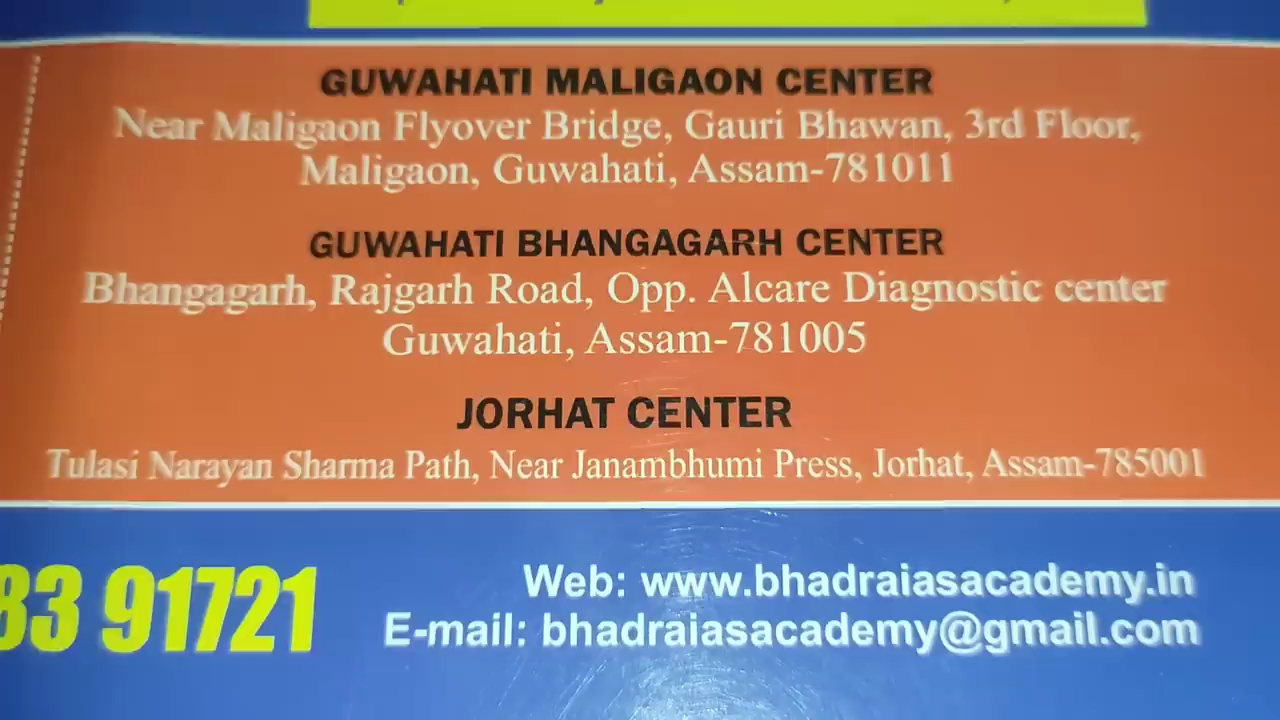 GUWAHATI MALIGAON CENTER
Near Maligaon Flyover Bridge, Gauri Bhawan, 3rd Floor,
Maligaon, Guwahati, Assam-781011
GUWAHATI BHANGAGARH CENTER
Bhangagarh, Rajgarh Road, Opp. Alcare Diagnostic center
Guwahati, Assam-781005
JORHAT CENTER
Tulasi Narayan Sharma Path, Near Janambhumi Press, Jorhat, Assam-785001
83 91721
Web: www.bhadraiasacademy.in
E-mail: bhadraiasacademy@gmail.com